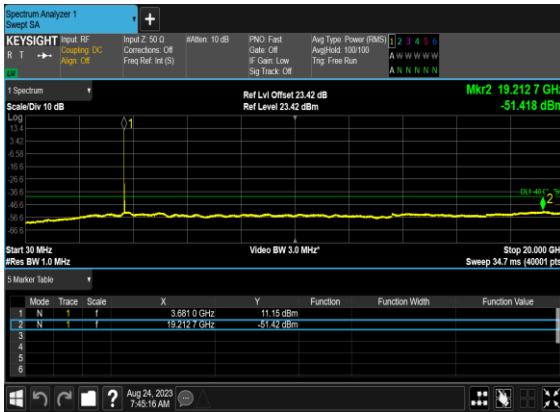 Spectrum Analyzer 1
Swept SA
+
KEYSIGHT Input: RF Input Z: 50 Ω #Atten: 10 dB PNO: Fast Avg Type: Power (RMS) 1 2 3 4 5 6
R T Coupling: DC Corrections: Off Gate: Off Avg|Hold: 100/100 A W W W W W
Align: Off Freq Ref: Int (S) IF Gain: Low Trig: Free Run
Sig Track: Off A N N N N N
1 Spectrum Ref Lvl Offset 23.42 dB Mkr2 19.212 7 GHz
Scale/Div 10 dB Ref Level 23.42 dBm -51.418 dBm
Log
13.4
3.42
-6.58
-16.6
-26.6
-36.6
-46.6
-56.6
-66.6
1
2
Start 30 MHz Video BW 3.0 MHz* Stop 20.000 GH
#Res BW 1.0 MHz Sweep 34.7 ms (40001 pts
5 Marker Table
Mode Trace Scale X Y Function Function Width Function Value
1 N 1 f 3.681 0 GHz 11.15 dBm
2 N 1 f 19.212 7 GHz -51.42 dBm
3
4
5
6
? Aug 24, 2023
7:45:16 AM